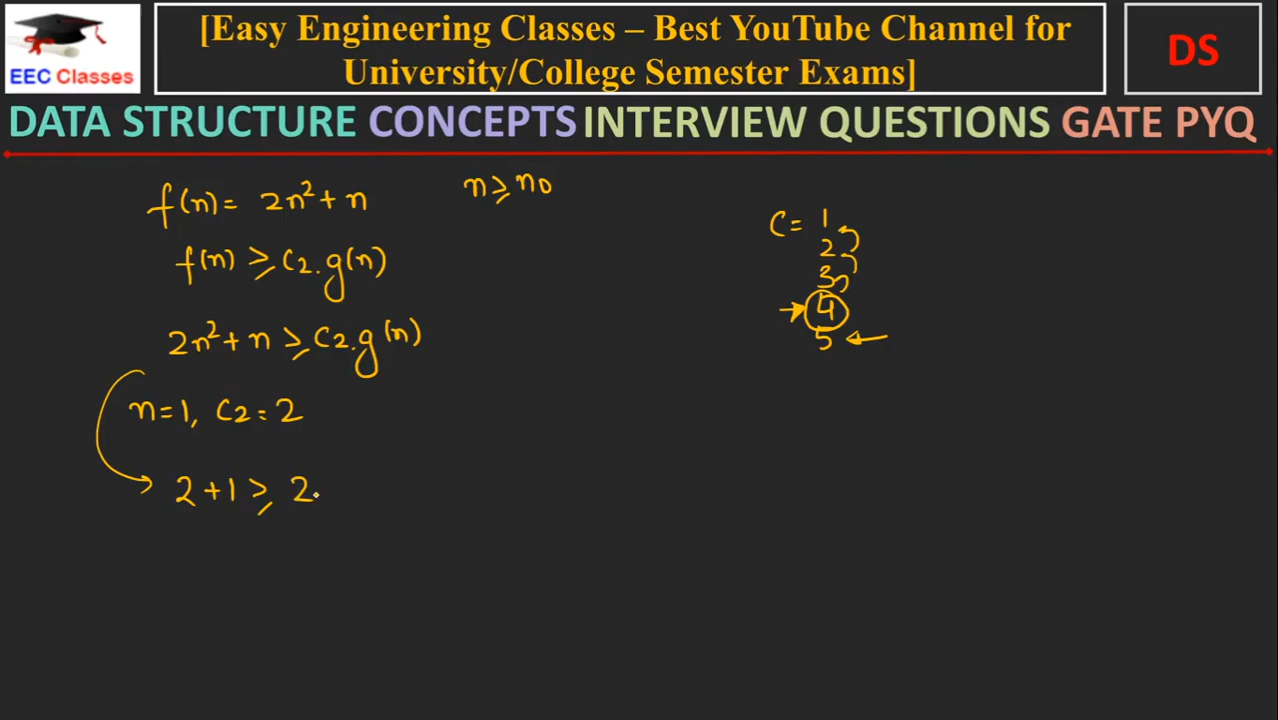 [Easy Engineering Classes – Best YouTube Channel for
University/College Semester Exams]
EEC Classes
DS
DATA STRUCTURE CONCEPTS INTERVIEW QUESTIONS GATE PYQ
f(n) = 2n² + n
n ≥ n0
f(n) ≥ C2.g(n)
2n² + n ≥ C2.g(n)
n=1, C2 = 2
2 + 1 ≥ 2.
C = 1
2
3
4
5